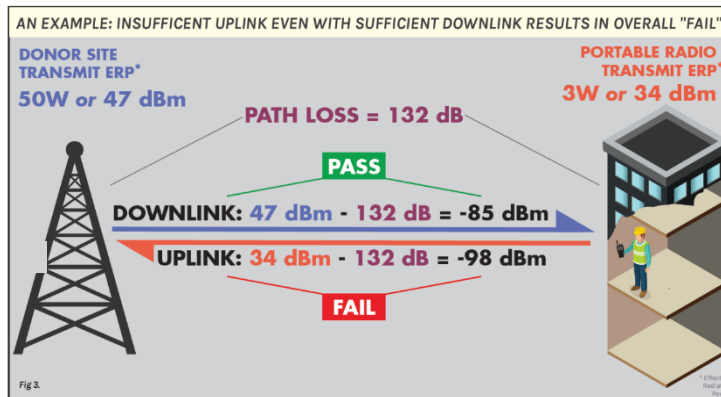 AN EXAMPLE: INSUFFICIENT UPLINK EVEN WITH SUFFICIENT DOWNLINK RESULTS IN OVERALL "FAIL"
DONOR SITE
TRANSMIT ERP*
50W or 47 dBm
PORTABLE RADIO
TRANSMIT ERP*
3W or 34 dBm
PATH LOSS = 132 dB
PASS
DOWNLINK: 47 dBm - 132 dB = -85 dBm
UPLINK: 34 dBm - 132 dB = -98 dBm
FAIL
Fig 3.